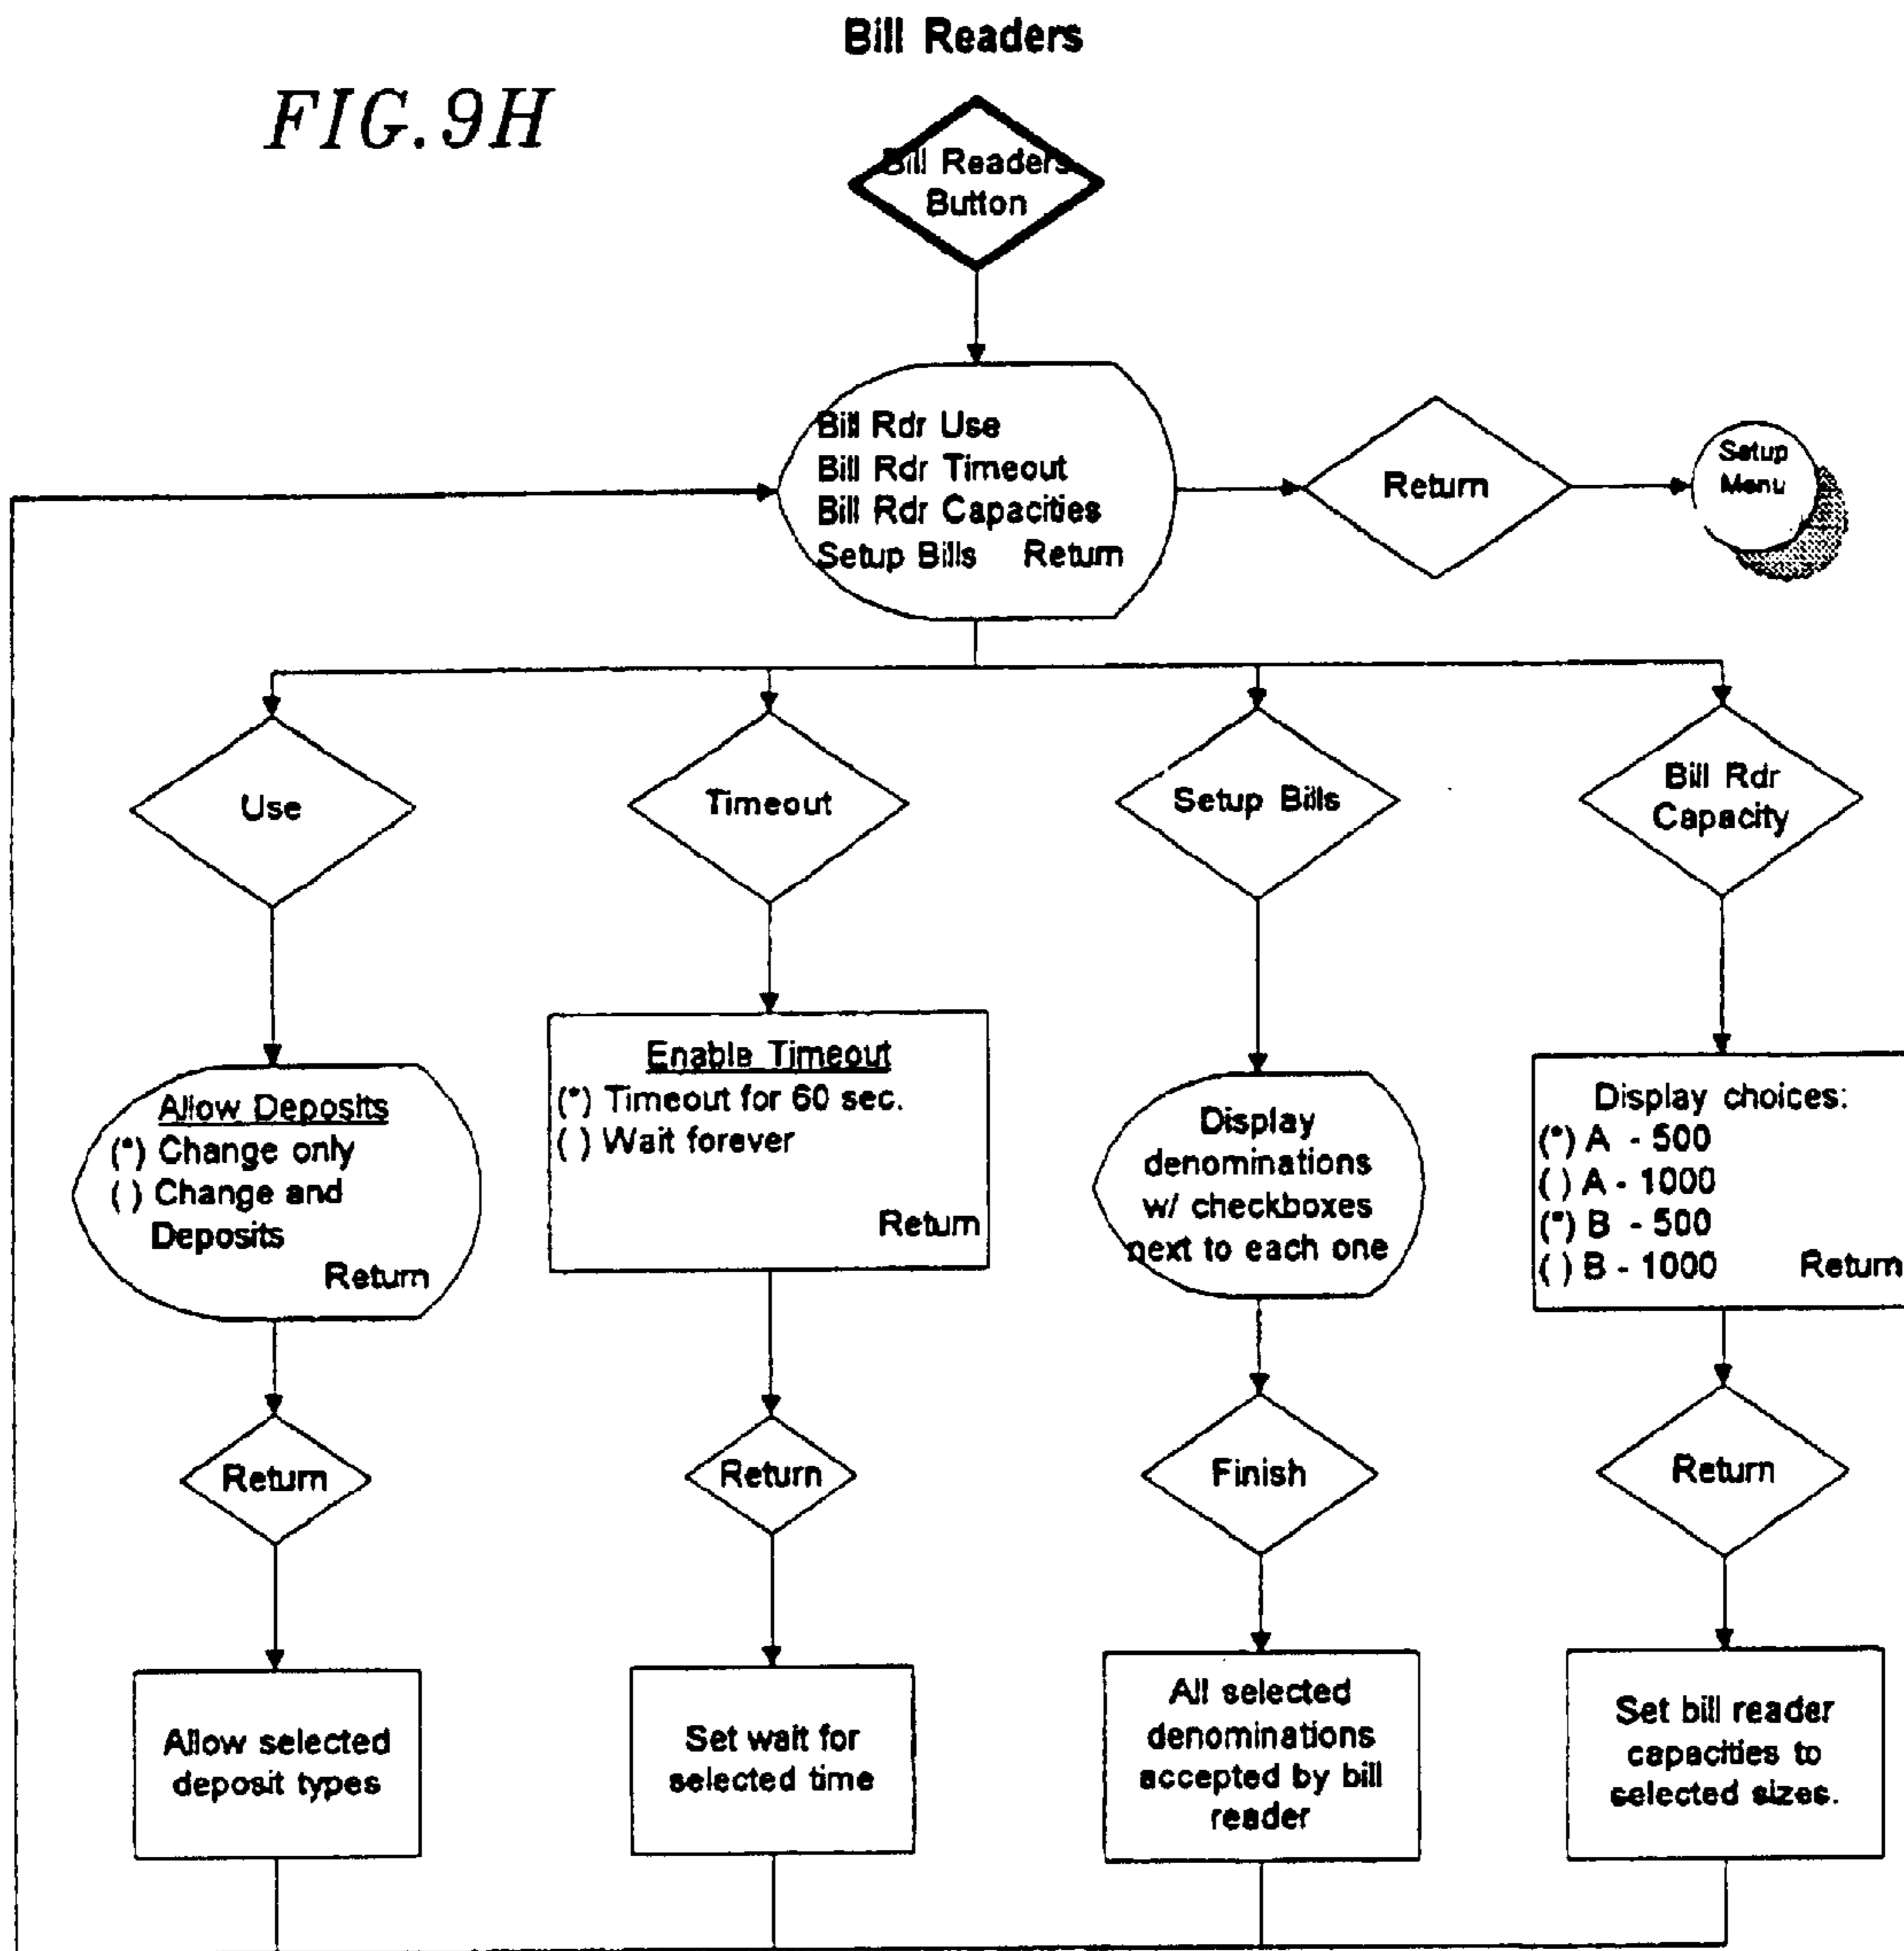 Bill Readers
FIG. 9H
Bill Readers
Button
Bill Rdr Use
Bill Rdr Timeout
Bill Rdr Capacities
Setup Bills Return
Return
Setup
Menu
Use
Timeout
Setup Bills
Bill Rdr
Capacity
Allow Deposits
(*) Change only
( ) Change and
Deposits
Return
Enable Timeout
(*) Timeout for 60 sec.
( ) Wait forever
Return
Display
denominations
w/ checkboxes
next to each one
Display choices:
(*) A - 500
( ) A - 1000
(*) B - 500
( ) B - 1000 Return
Return
Return
Finish
Return
Allow selected
deposit types
Set wait for
selected time
All selected
denominations
accepted by bill
reader
Set bill reader
capacities to
selected sizes.